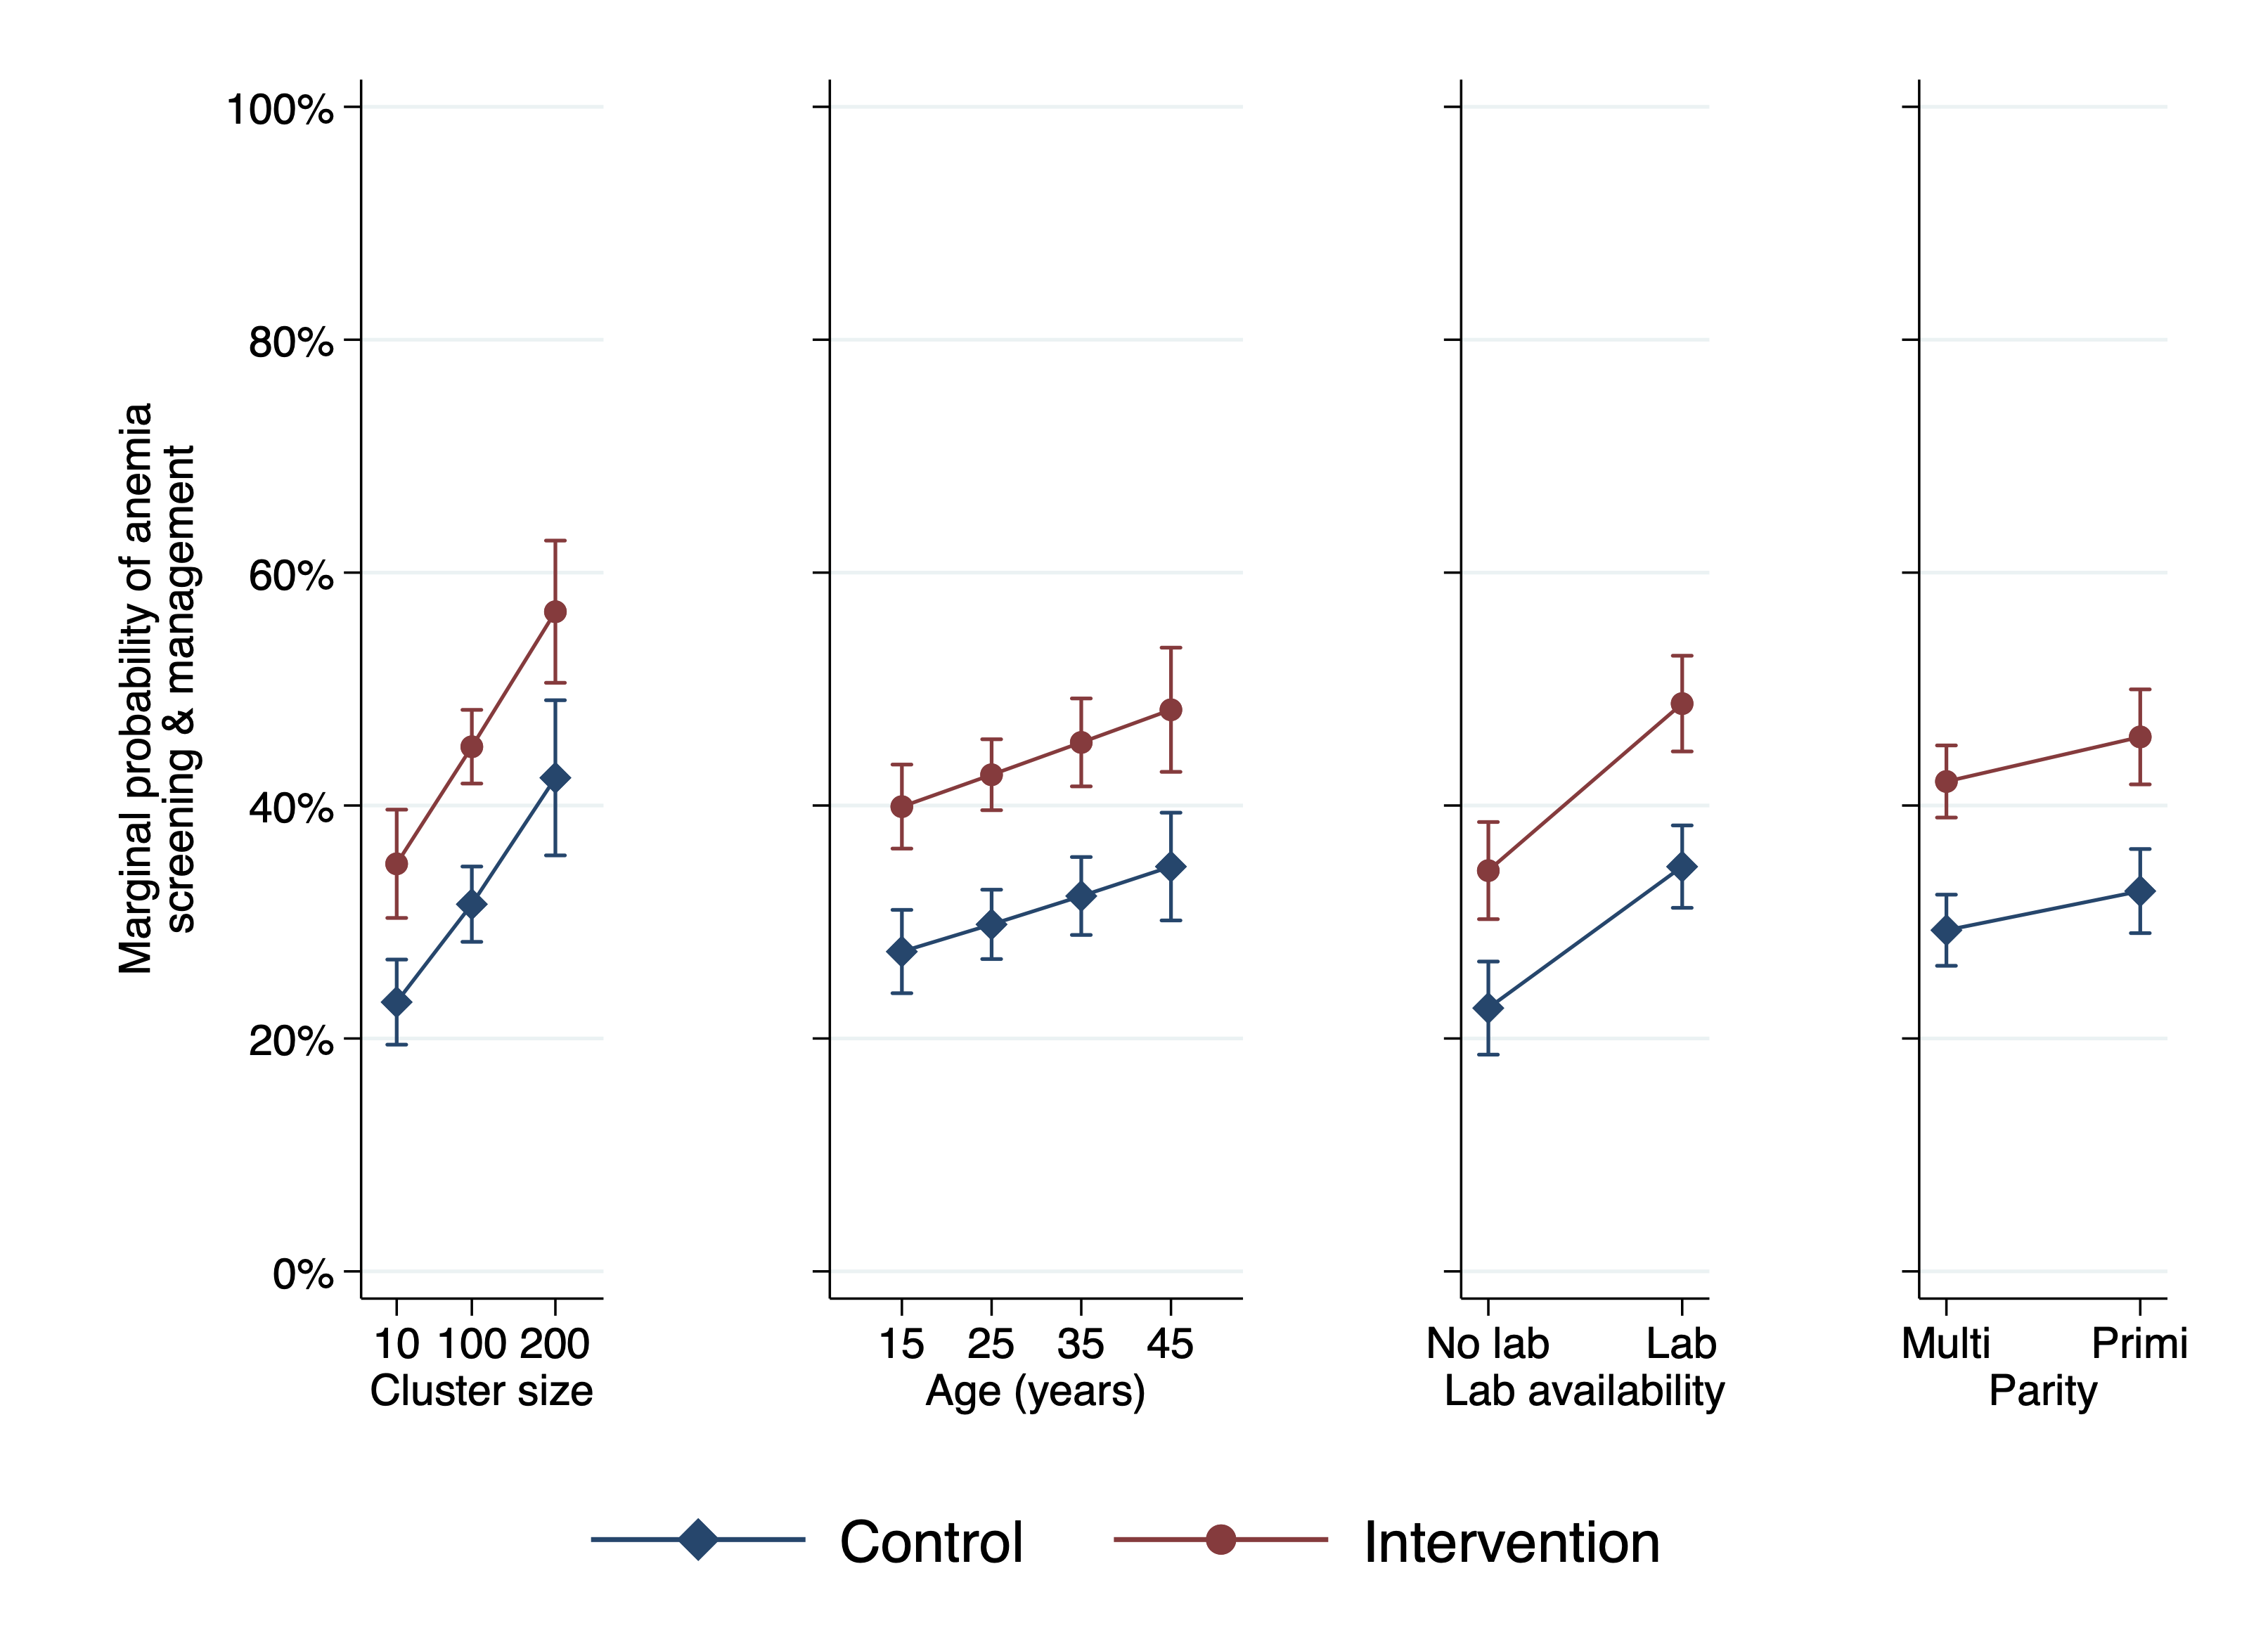 Marginal probability of anemia
screening & management
100%
80%
60%
40%
20%
0%
10 100 200
Cluster size
15 25 35 45
Age (years)
No lab Lab
Lab availability
Multi Primi
Parity
Control Intervention